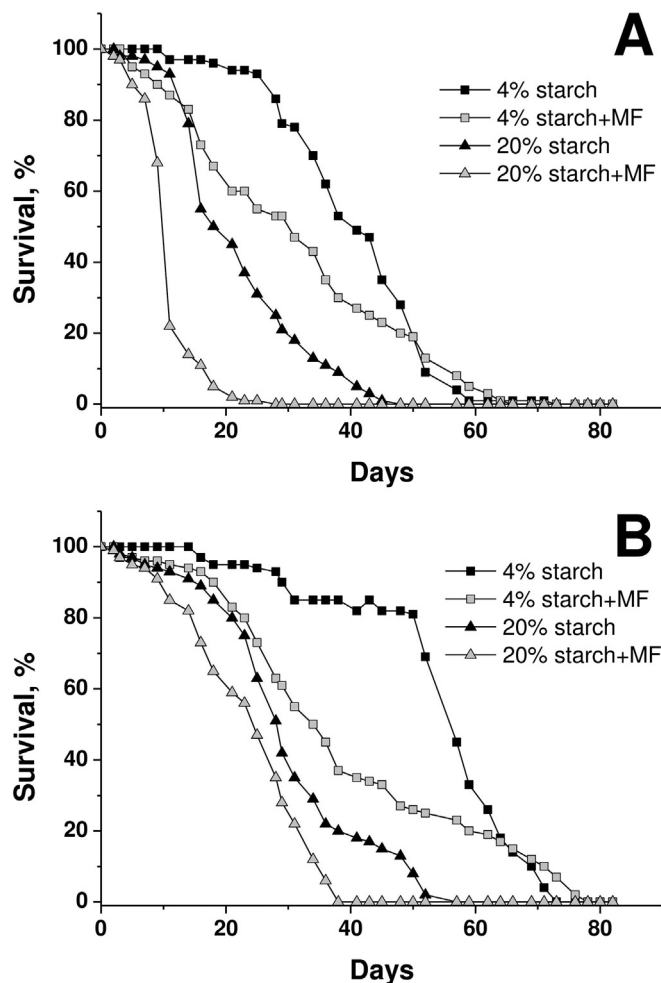 A
100
80
60
40
20
0
Survival, %
4% starch
4% starch+MF
20% starch
20% starch+MF
0 20 40 60 80
Days
B
100
80
60
40
20
0
Survival, %
4% starch
4% starch+MF
20% starch
20% starch+MF
0 20 40 60 80
Days